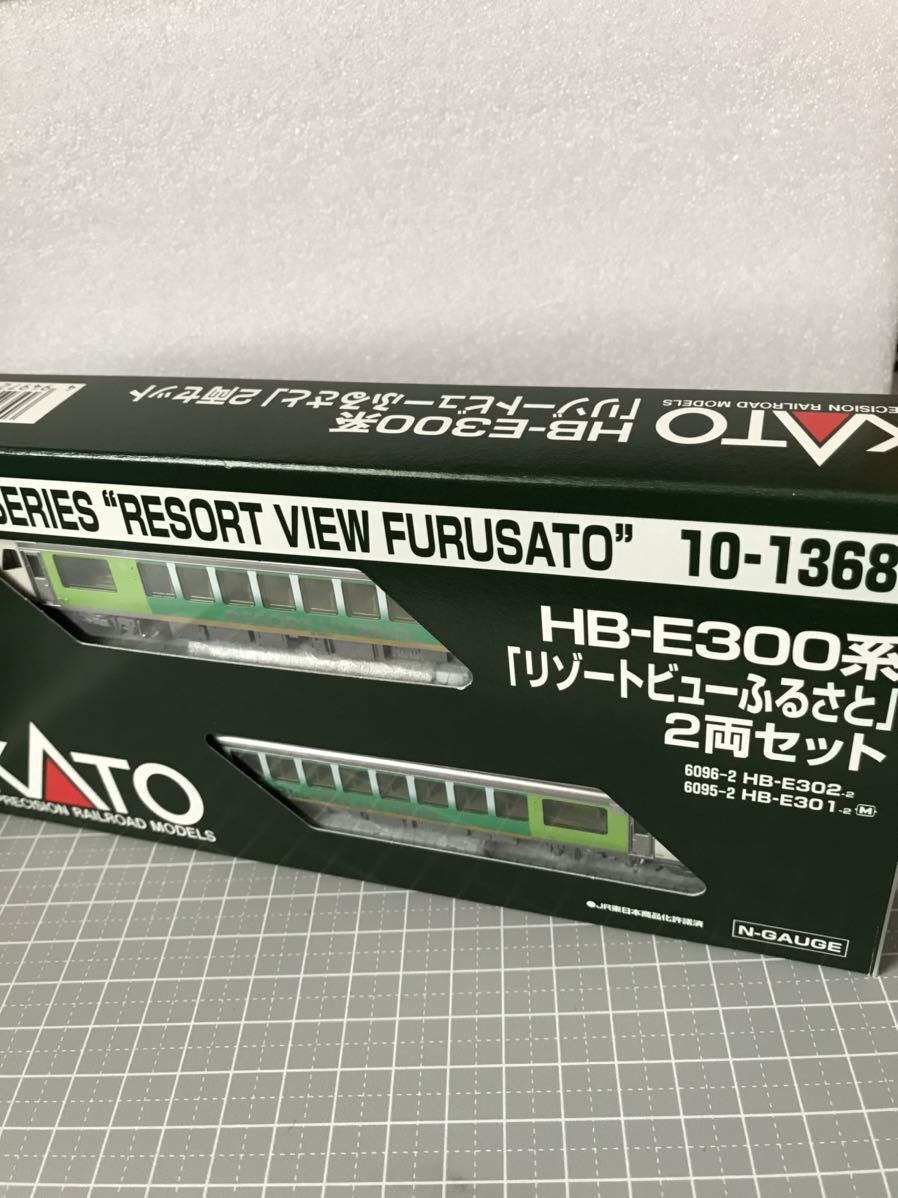 HB-E300系
「リゾートビューふるさと」2両セット
KATO
ECISION RAILROAD MODELS
SERIES “RESORT VIEW FURUSATO” 10-1368
HB-E300系
「リゾートビューふるさと」
2両セット
6096-2 HB-E302-2
6095-2 HB-E301-2 M
KATO
PRECISION RAILROAD MODELS
●JR東日本商品化許諾済
N-GAUGE